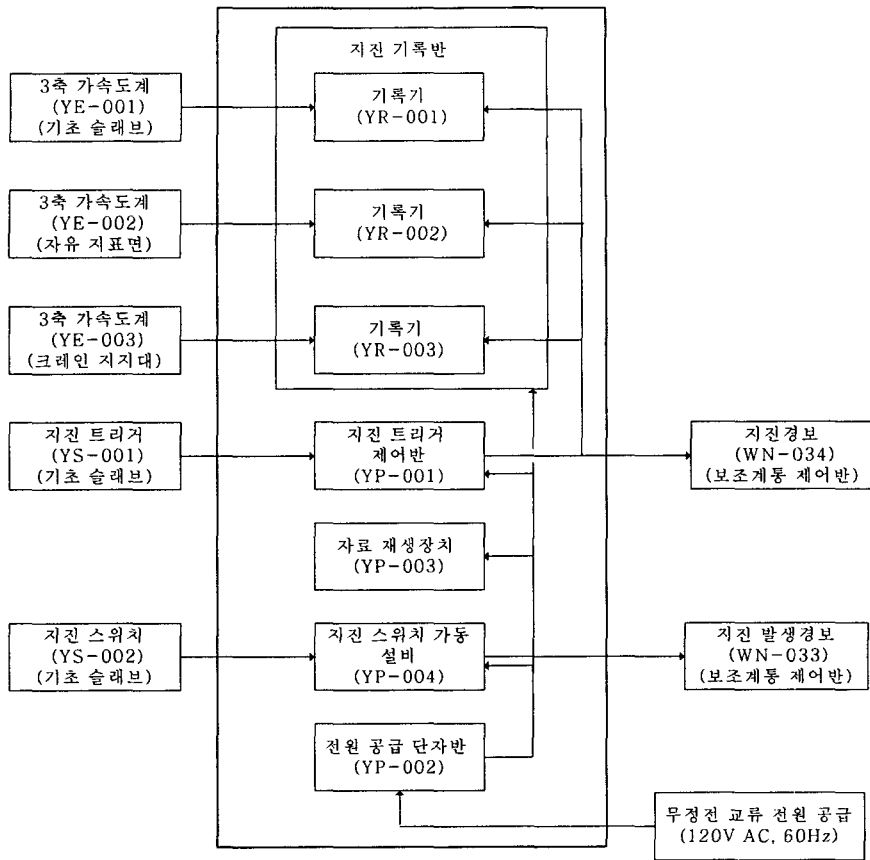 지진 기록반
3축 가속도계
(YE-001)
(기초 슬래브)
기록기
(YR-001)
3축 가속도계
(YE-002)
(자유 지표면)
기록기
(YR-002)
3축 가속도계
(YE-003)
(크레인 지지대)
기록기
(YR-003)
지진 트리거
(YS-001)
(기초 슬래브)
지진 트리거
제어반
(YP-001)
지진경보
(WN-034)
(보조계통 제어반)
자료 재생장치
(YP-003)
지진 스위치
(YS-002)
(기초 슬래브)
지진 스위치 가동
설비
(YP-004)
지진 발생경보
(WN-033)
(보조계통 제어반)
전원 공급 단자반
(YP-002)
무정전 교류 전원 공급
(120V AC, 60Hz)